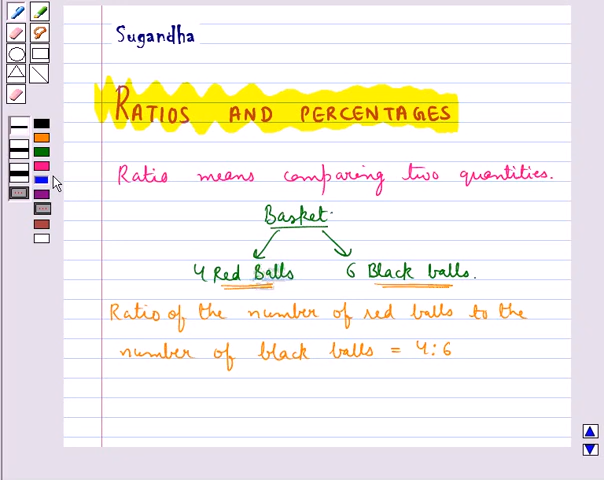 Sugandha
RATIOS AND PERCENTAGES
Ratio means comparing two quantities.
Basket.
4 Red Balls 6 Black balls.
Ratio of the number of red balls to the
number of black balls = 4:6